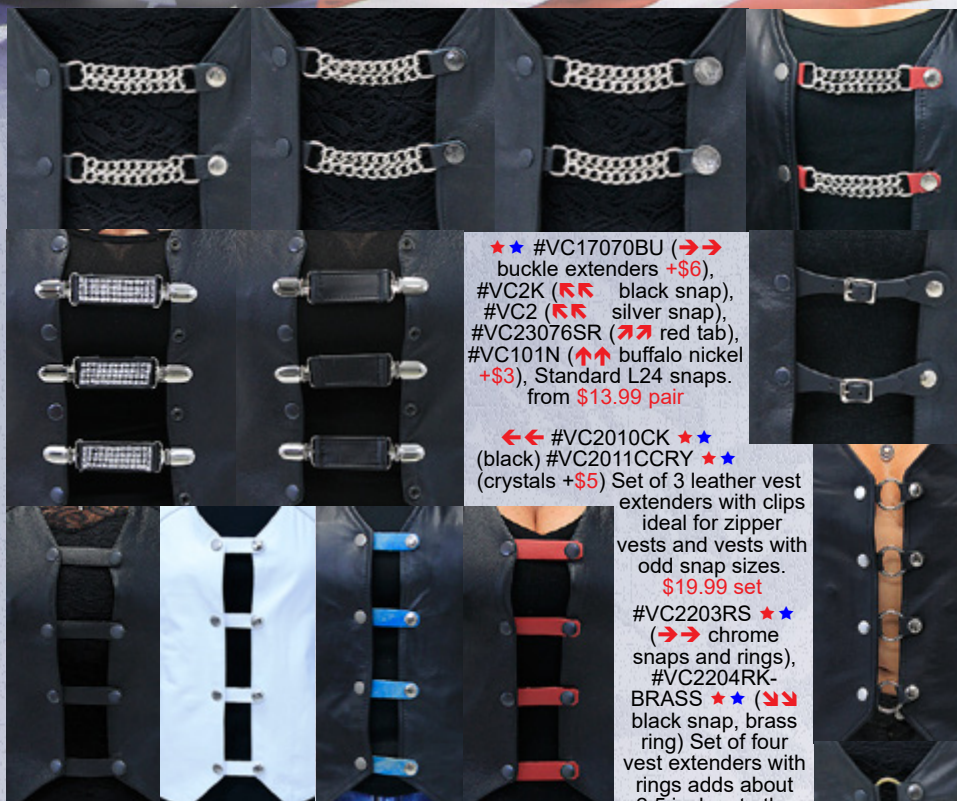 ★★ #VC17070BU (→→
buckle extenders +$6),
#VC2K (↖↖ black snap),
#VC2 (↖↖ silver snap),
#VC23076SR (↗↗ red tab),
#VC101N (↑↑ buffalo nickel
+$3), Standard L24 snaps.
from $13.99 pair
←← #VC2010CK ★★
(black) #VC2011CCRY ★★
(crystals +$5) Set of 3 leather vest
extenders with clips
ideal for zipper
vests and vests with
odd snap sizes.
$19.99 set
#VC2203RS ★★
(→→ chrome
snaps and rings),
#VC2204RK-
BRASS ★★ (↘↘
black snap, brass
ring) Set of four
vest extenders with
rings adds about